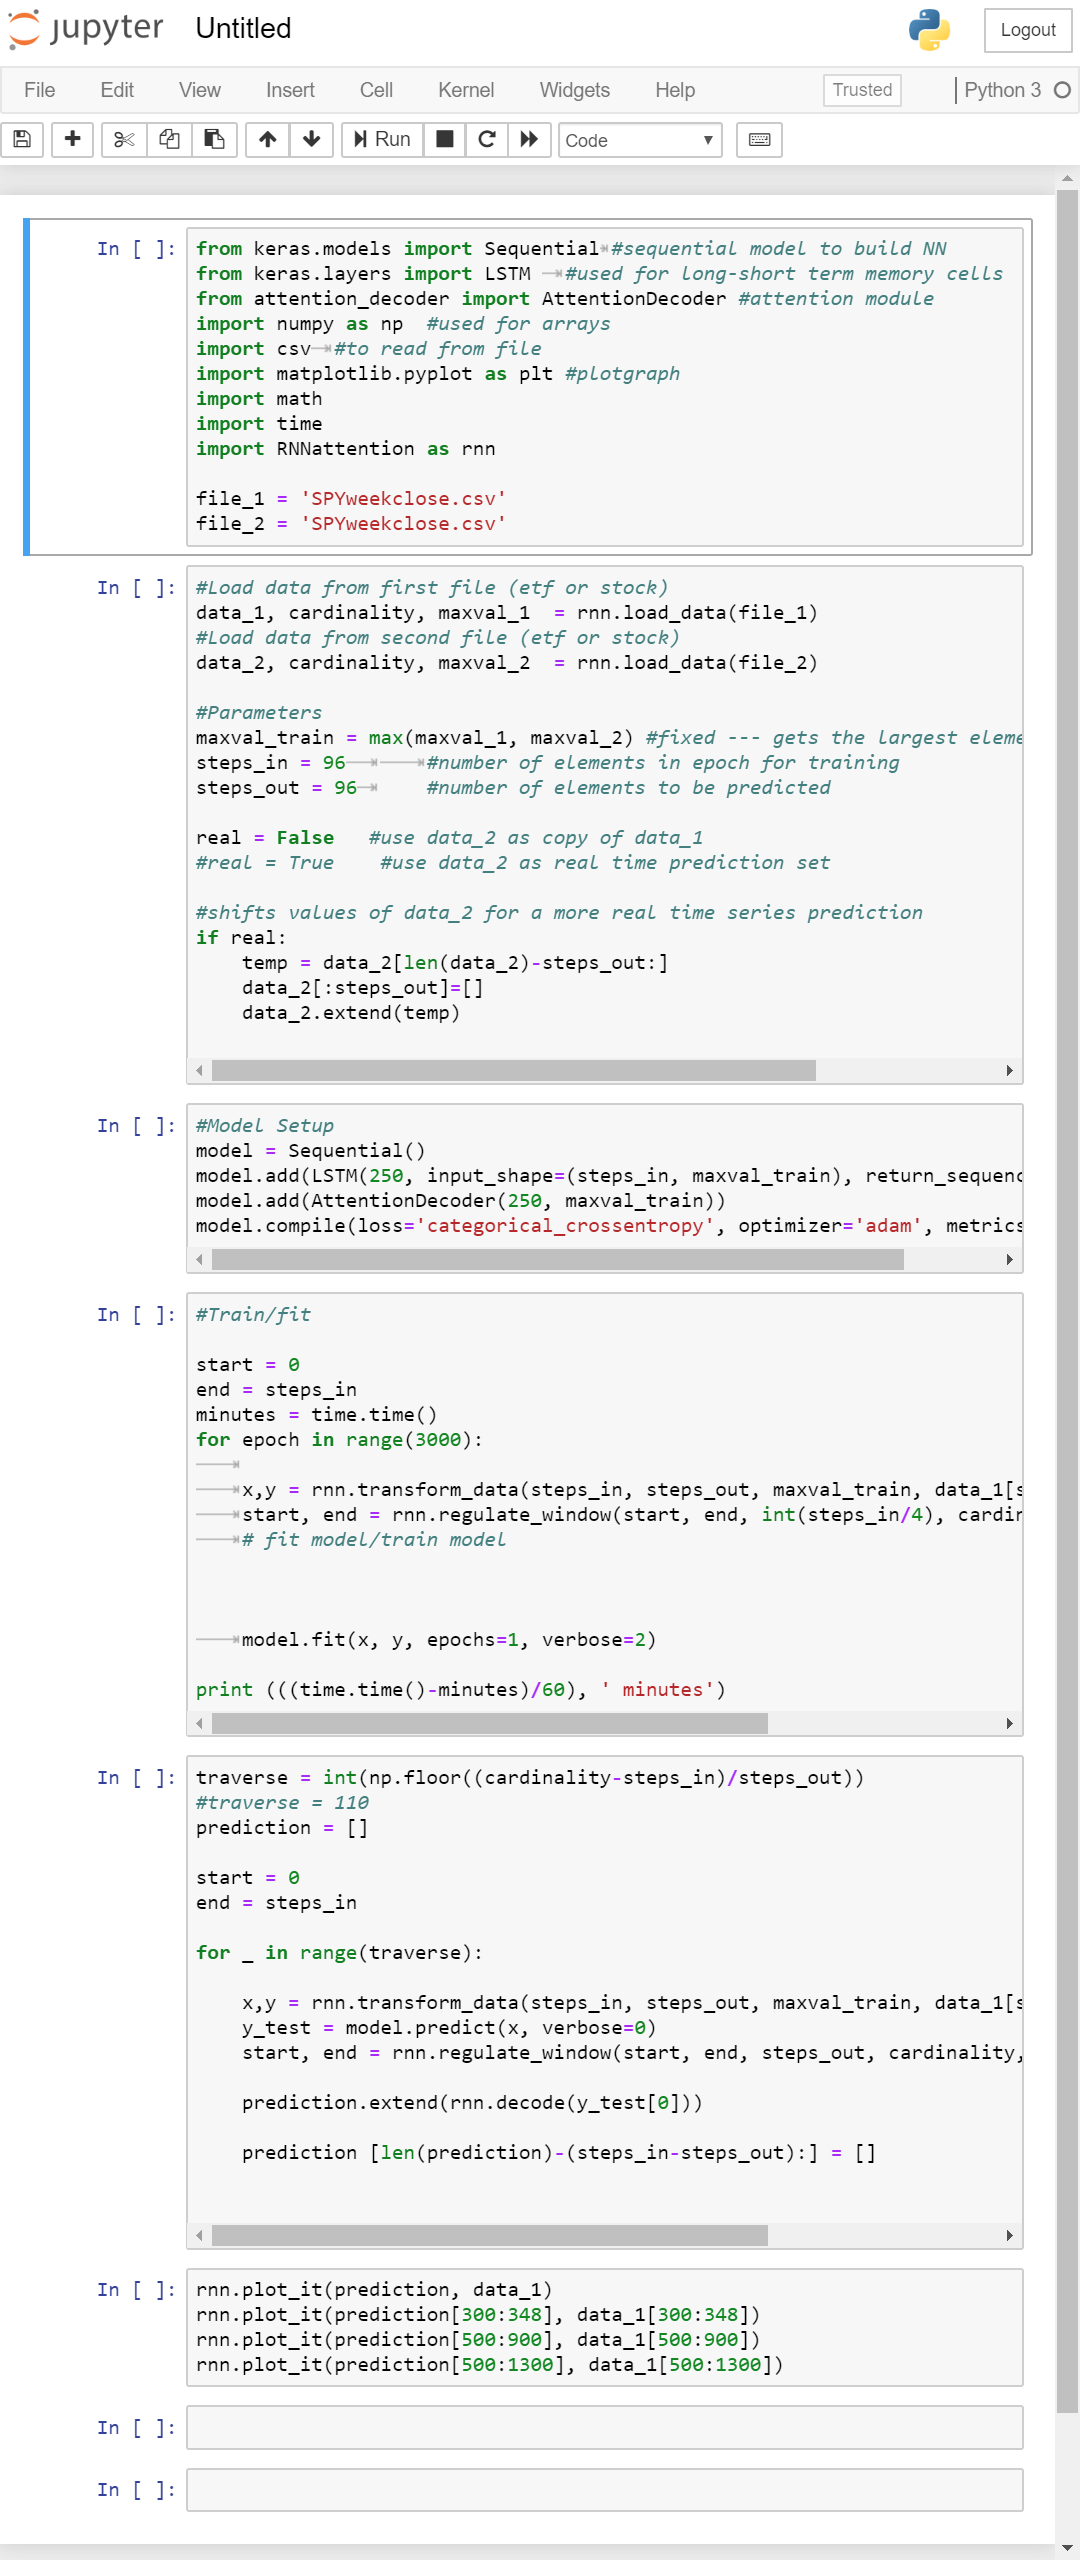 jupyter Untitled
Logout
File Edit View Insert Cell Kernel Widgets Help Trusted Python 3
Run Code
In [ ]:
from keras.models import Sequential #sequential model to build NN
from keras.layers import LSTM #used for long-short term memory cells
from attention_decoder import AttentionDecoder #attention module
import numpy as np  #used for arrays
import csv #to read from file
import matplotlib.pyplot as plt #plotgraph
import math
import time
import RNNattention as rnn
file_1 = 'SPYweekclose.csv'
file_2 = 'SPYweekclose.csv'
In [ ]:
#Load data from first file (etf or stock)
data_1, cardinality, maxval_1  = rnn.load_data(file_1)
#Load data from second file (etf or stock)
data_2, cardinality, maxval_2  = rnn.load_data(file_2)
#Parameters
maxval_train = max(maxval_1, maxval_2) #fixed --- gets the largest eleme
steps_in = 96 #number of elements in epoch for training
steps_out = 96 #number of elements to be predicted
real = False   #use data_2 as copy of data_1
#real = True    #use data_2 as real time prediction set
#shifts values of data_2 for a more real time series prediction
if real:
    temp = data_2[len(data_2)-steps_out:]
    data_2[:steps_out]=[]
    data_2.extend(temp)
In [ ]:
#Model Setup
model = Sequential()
model.add(LSTM(250, input_shape=(steps_in, maxval_train), return_sequenc
model.add(AttentionDecoder(250, maxval_train))
model.compile(loss='categorical_crossentropy', optimizer='adam', metrics
In [ ]:
#Train/fit
start = 0
end = steps_in
minutes = time.time()
for epoch in range(3000):
    x,y = rnn.transform_data(steps_in, steps_out, maxval_train, data_1[s
    start, end = rnn.regulate_window(start, end, int(steps_in/4), cardin
    # fit model/train model
    model.fit(x, y, epochs=1, verbose=2)
print (((time.time()-minutes)/60), ' minutes')
In [ ]:
traverse = int(np.floor((cardinality-steps_in)/steps_out))
#traverse = 110
prediction = []
start = 0
end = steps_in
for _ in range(traverse):
    x,y = rnn.transform_data(steps_in, steps_out, maxval_train, data_1[s
    y_test = model.predict(x, verbose=0)
    start, end = rnn.regulate_window(start, end, steps_out, cardinality,
    prediction.extend(rnn.decode(y_test[0]))
    prediction [len(prediction)-(steps_in-steps_out):] = []
In [ ]:
rnn.plot_it(prediction, data_1)
rnn.plot_it(prediction[300:348], data_1[300:348])
rnn.plot_it(prediction[500:900], data_1[500:900])
rnn.plot_it(prediction[500:1300], data_1[500:1300])
In [ ]:
In [ ]: